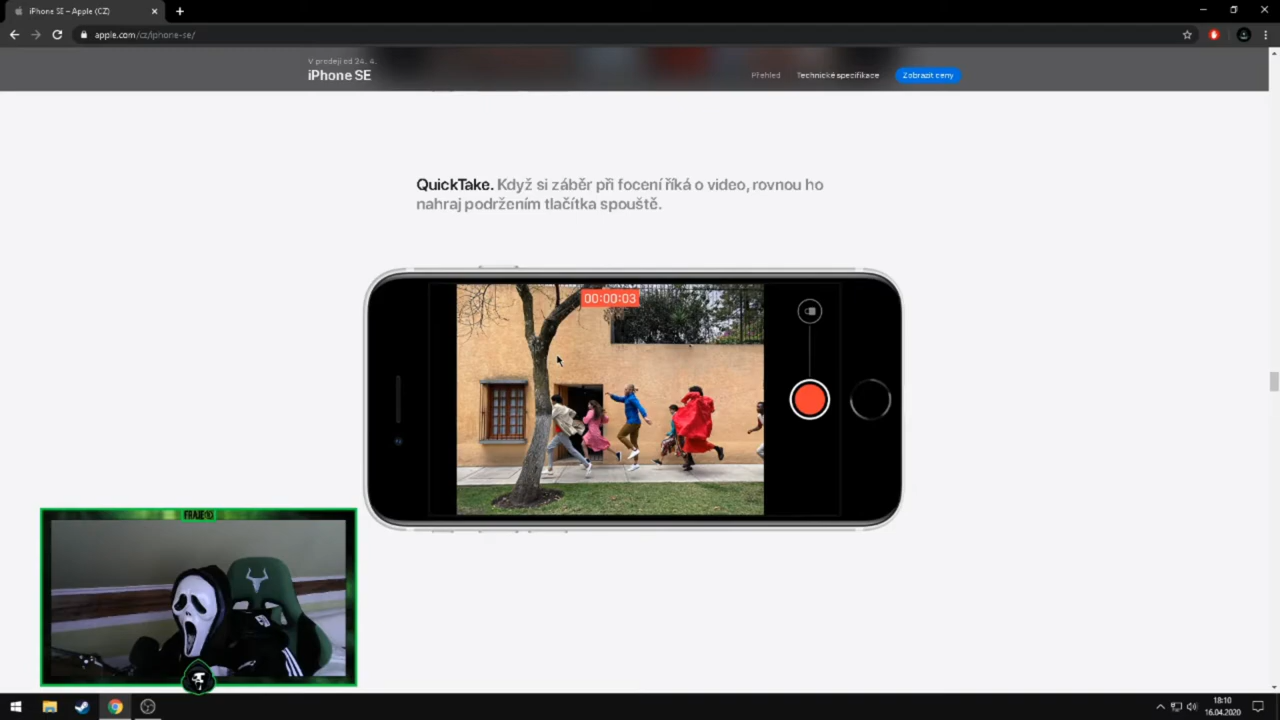 iPhone SE – Apple (CZ)
apple.com/cz/iphone-se/
V prodeji od 24. 4.
iPhone SE
Přehled
Technické specifikace
Zobrazit ceny
QuickTake. Když si záběr při focení říká o video, rovnou ho
nahraj podržením tlačítka spouště.
00:00:03
18:10
16.04.2020